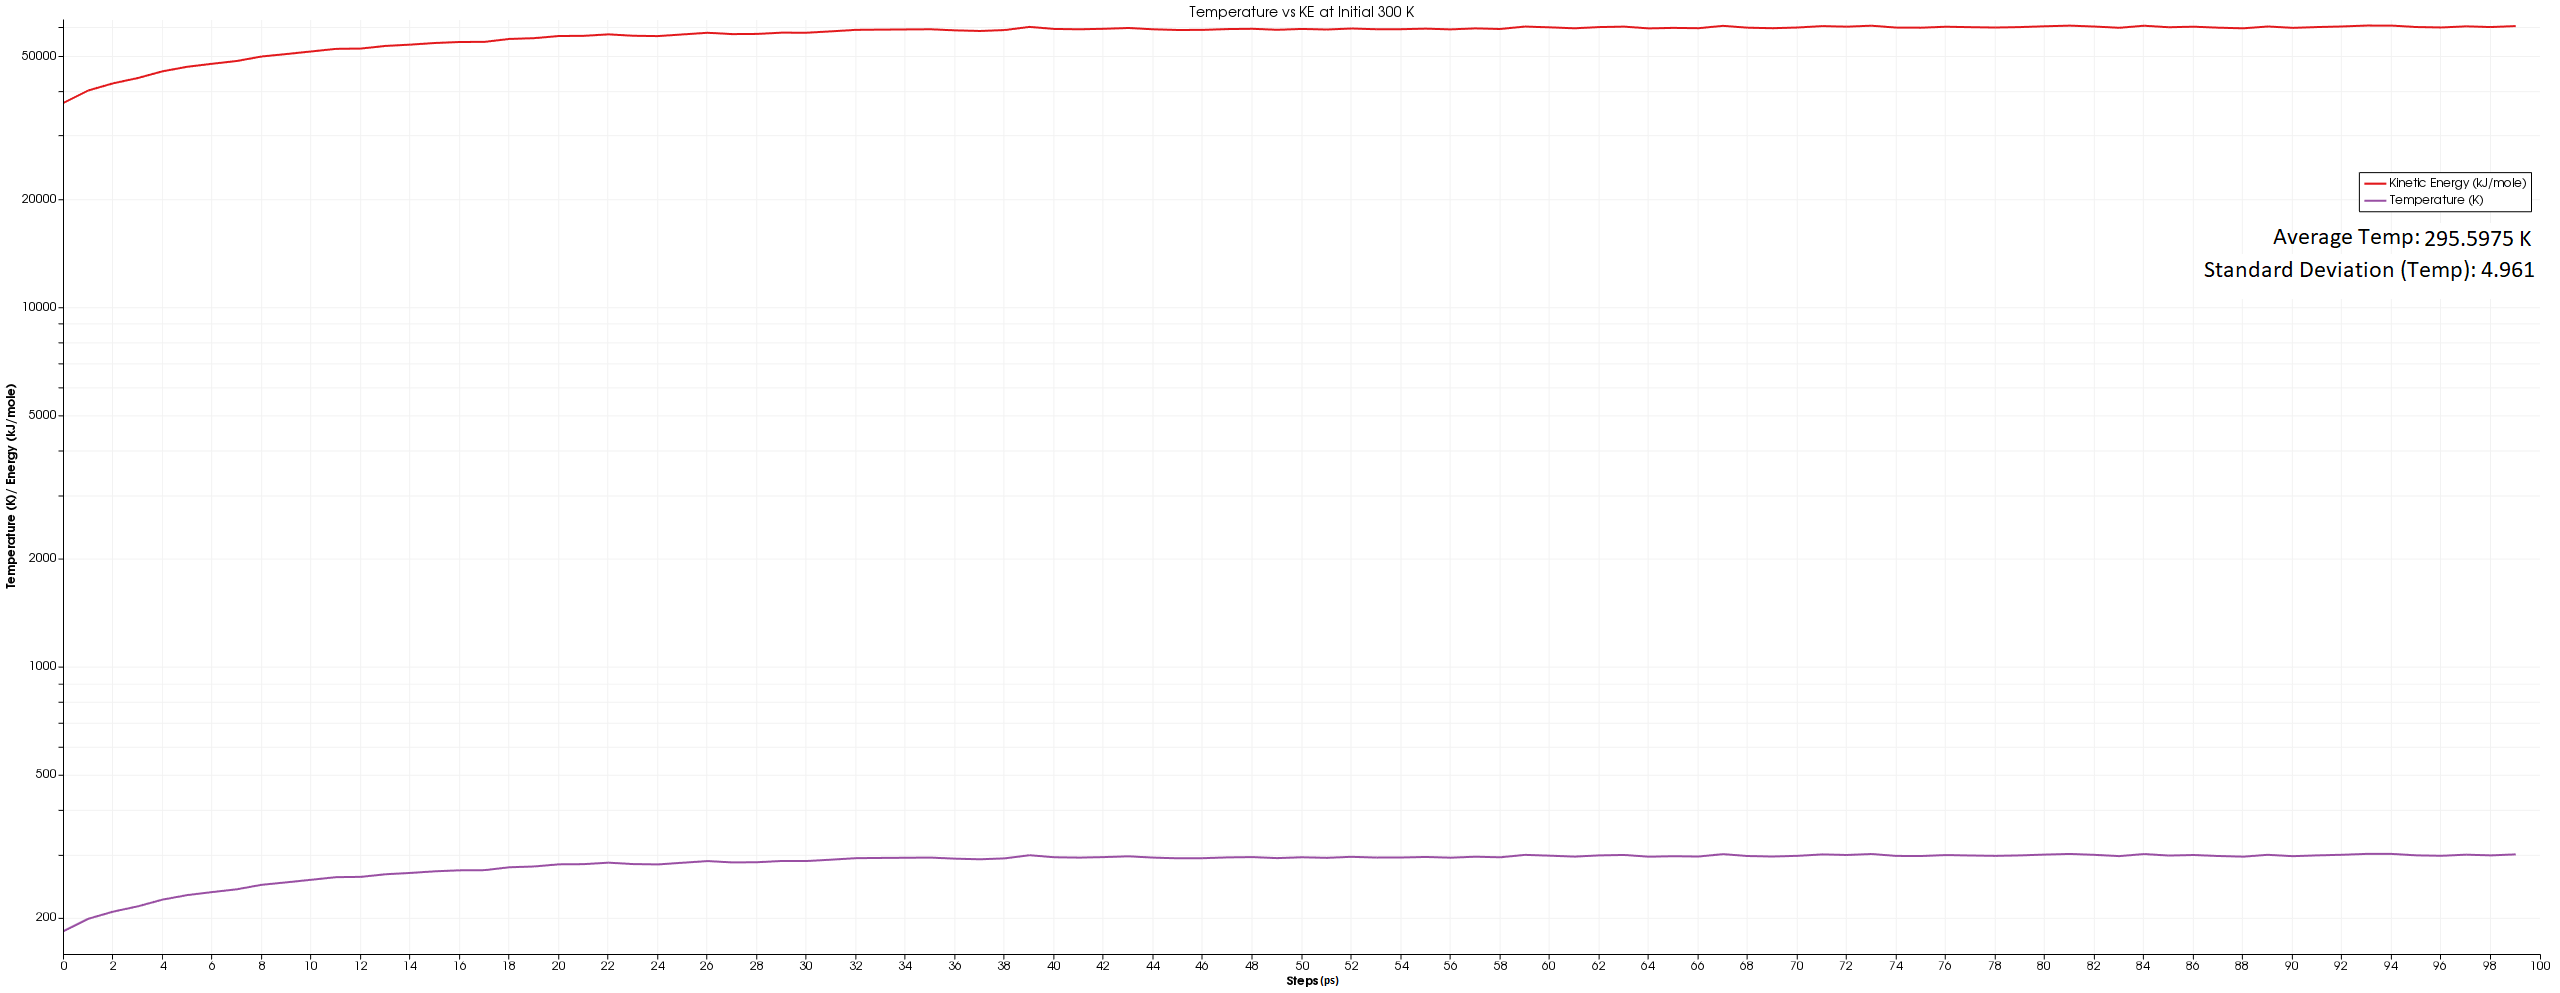 Temperature vs KE at Initial 300 K
50000
20000
10000
5000
2000
1000
500
200
Temperature (K)/ Energy (kJ/mole)
Kinetic Energy (kJ/mole)
Temperature (K)
Average Temp: 295.5975 K
Standard Deviation (Temp): 4.961
0 2 4 6 8 10 12 14 16 18 20 22 24 26 28 30 32 34 36 38 40 42 44 46 48 50 52 54 56 58 60 62 64 66 68 70 72 74 76 78 80 82 84 86 88 90 92 94 96 98 100
Steps (ps)